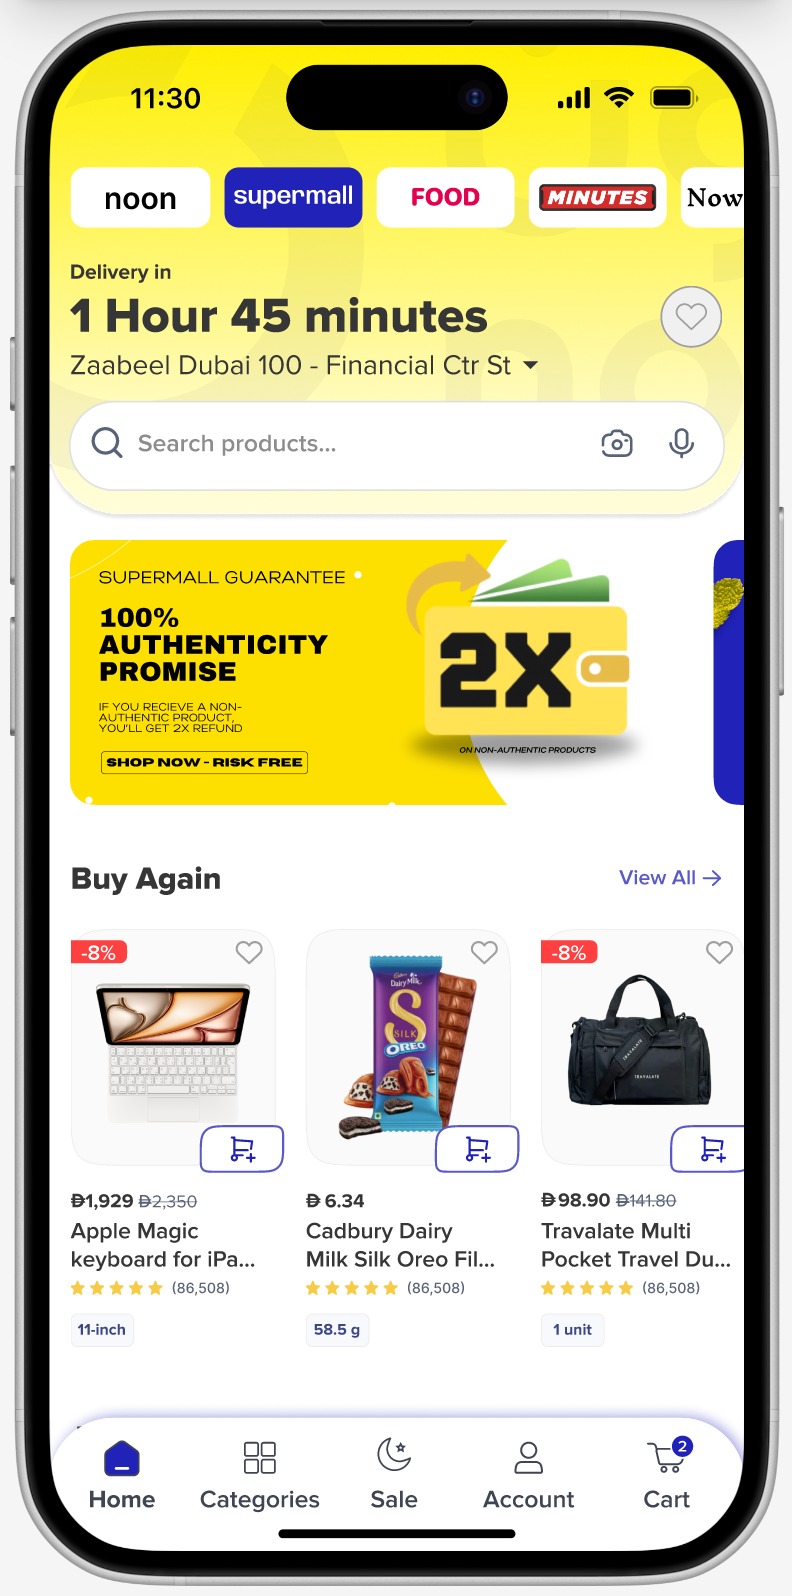 11:30
noon
supermall
FOOD
MINUTES
Now
Delivery in
1 Hour 45 minutes
Zaabeel Dubai 100 - Financial Ctr St
Search products...
SUPERMALL GUARANTEE
100%
AUTHENTICITY
PROMISE
IF YOU RECIEVE A NON-
AUTHENTIC PRODUCT,
YOU'LL GET 2X REFUND
SHOP NOW - RISK FREE
2X
ON NON-AUTHENTIC PRODUCTS
Buy Again
View All →
-8%
-8%
Cadbury
Dairy Milk
S
SILK
OREO
TRAVALATE
TRAVALATE
1,929 2,350
6.34
98.90 141.80
Apple Magic
keyboard for iPa...
Cadbury Dairy
Milk Silk Oreo Fil...
Travalate Multi
Pocket Travel Du...
(86,508)
(86,508)
(86,508)
11-inch
58.5 g
1 unit
2
Home
Categories
Sale
Account
Cart